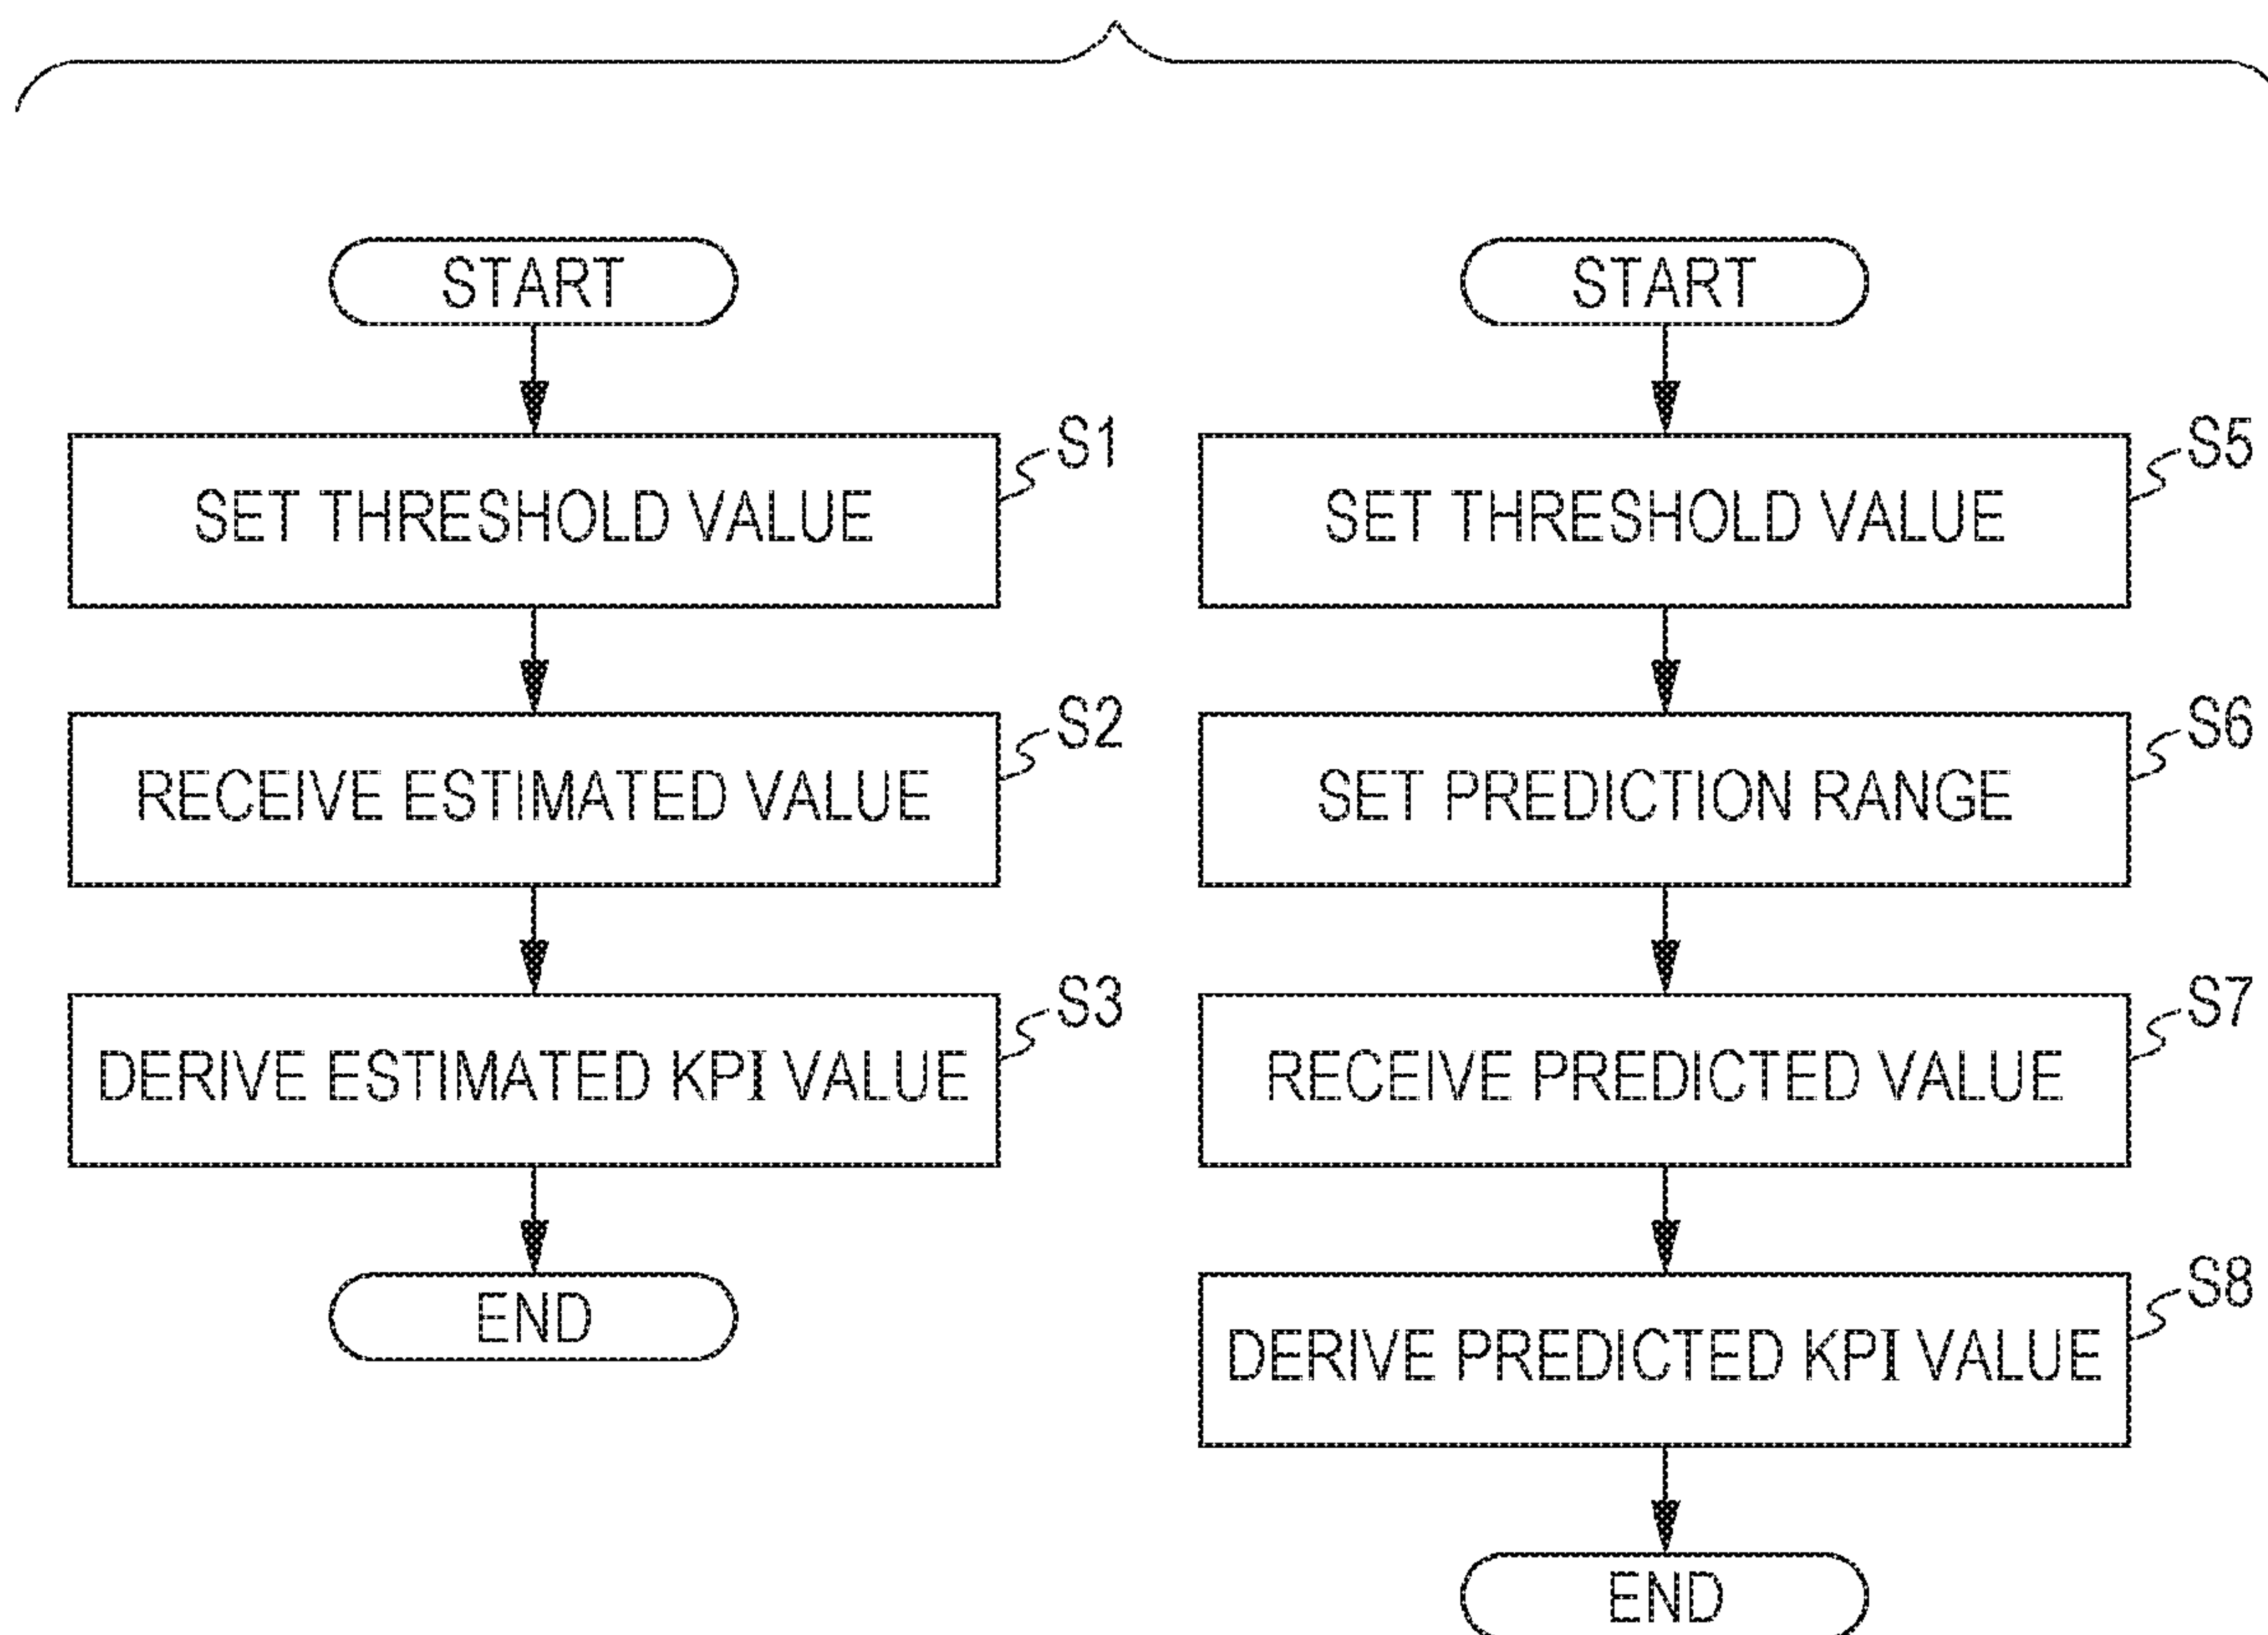 START
SET THRESHOLD VALUE
S1
RECEIVE ESTIMATED VALUE
S2
DERIVE ESTIMATED KPI VALUE
S3
END
START
SET THRESHOLD VALUE
S5
SET PREDICTION RANGE
S6
RECEIVE PREDICTED VALUE
S7
DERIVE PREDICTED KPI VALUE
S8
END